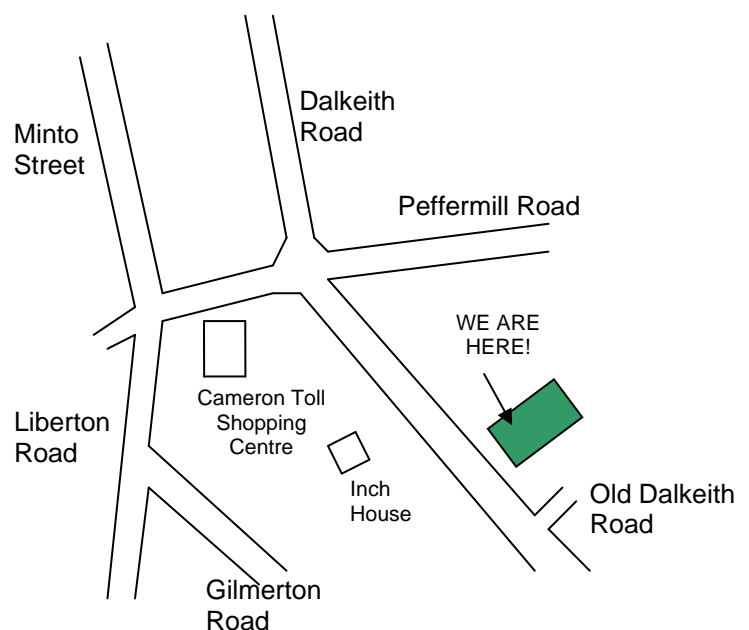 Dalkeith
Road
Minto
Street
Peffermill Road
WE ARE
HERE!
Cameron Toll
Shopping
Centre
Liberton
Road
Inch
House
Old Dalkeith
Road
Gilmerton
Road